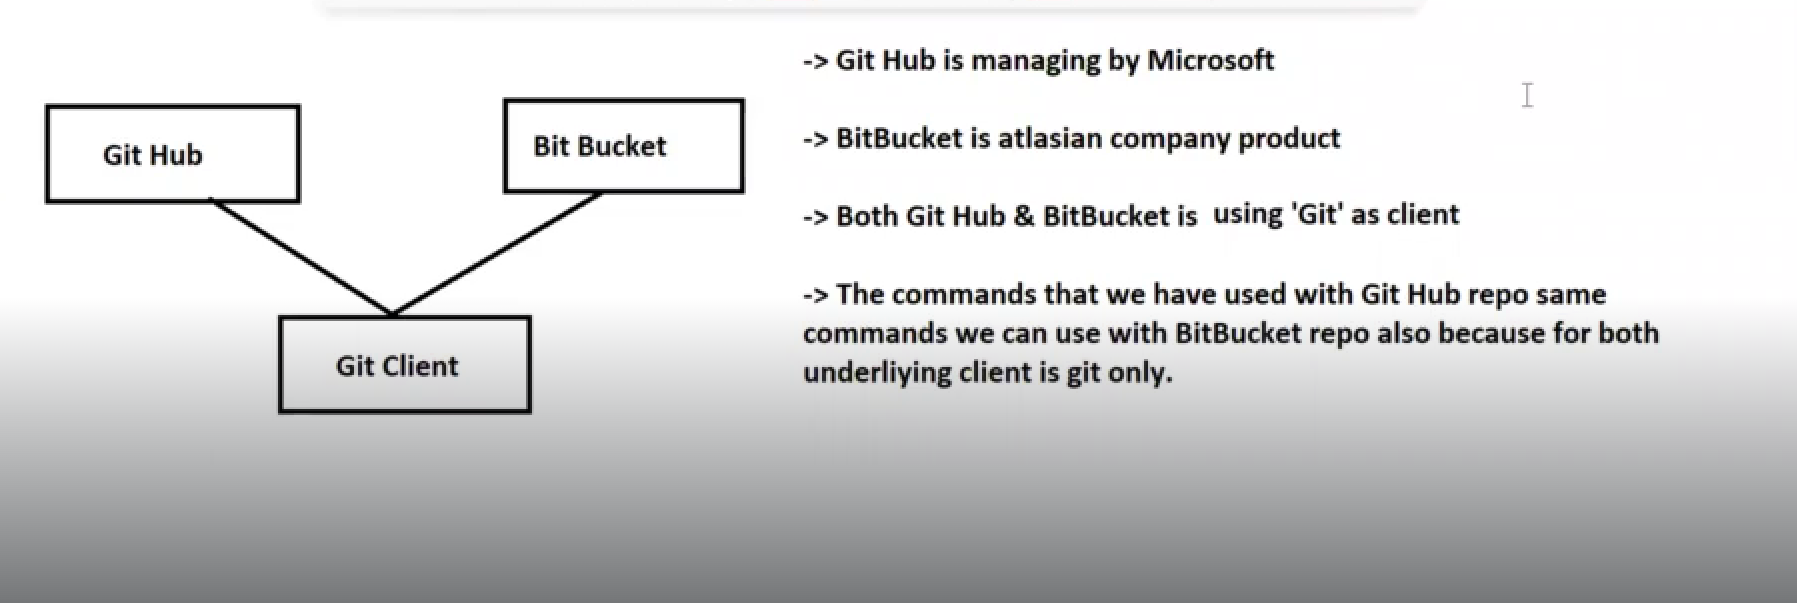 Git Hub
Bit Bucket
Git Client
-> Git Hub is managing by Microsoft
-> BitBucket is atlasian company product
-> Both Git Hub & BitBucket is using 'Git' as client
-> The commands that we have used with Git Hub repo same
commands we can use with BitBucket repo also because for both
underliying client is git only.